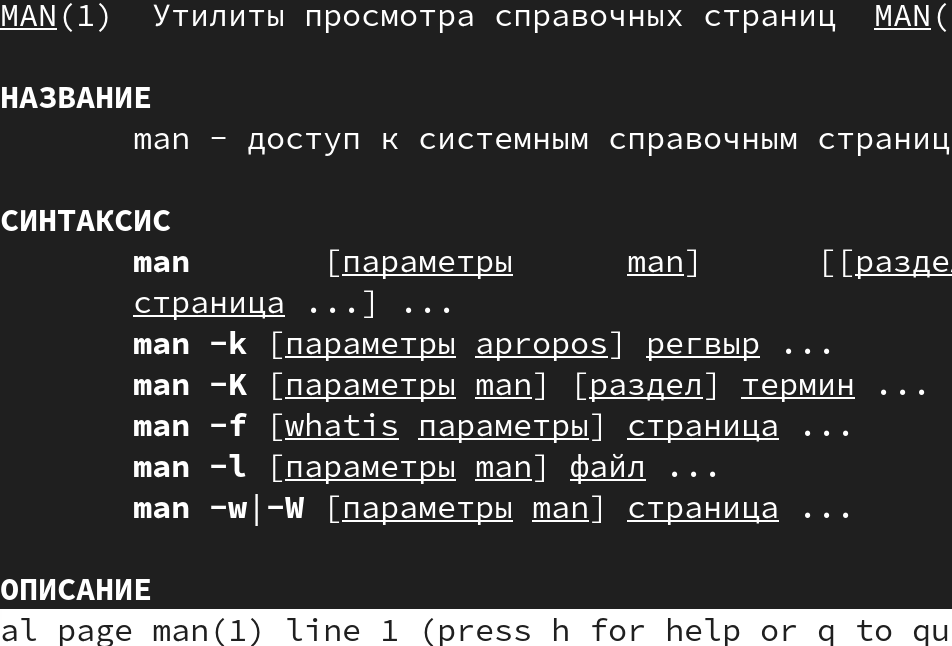 MAN(1)  Утилиты просмотра справочных страниц  MAN(
НАЗВАНИЕ
man - доступ к системным справочным страниц
СИНТАКСИС
man [параметры man] [[разде
страница ...] ...
man -k [параметры apropos] регвыр ...
man -K [параметры man] [раздел] термин ...
man -f [whatis параметры] страница ...
man -l [параметры man] файл ...
man -w|-W [параметры man] страница ...
ОПИСАНИЕ
al page man(1) line 1 (press h for help or q to qu